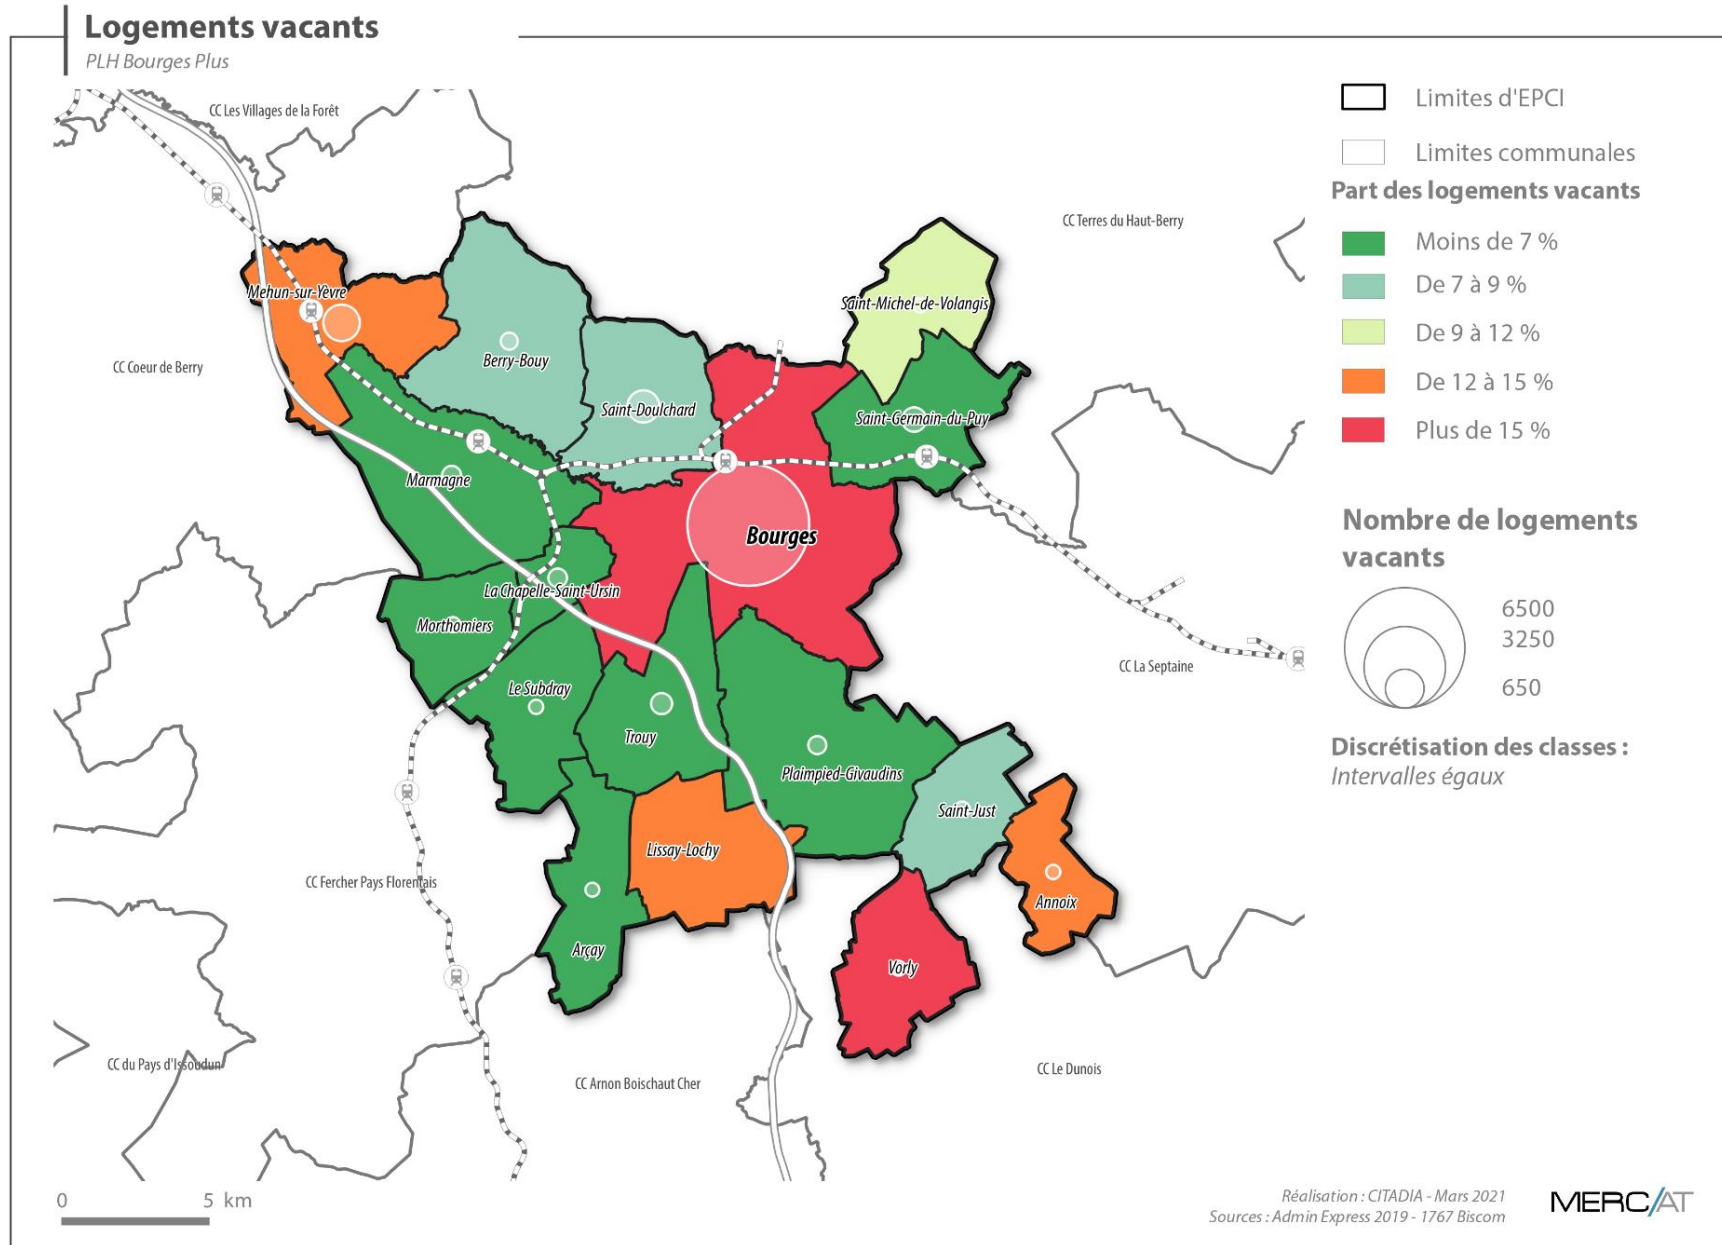 Logements vacants
PLH Bourges Plus
CC Les Villages de la Forêt
CC Terres du Haut-Berry
CC Coeur de Berry
Mehun-sur-Yèvre
Berry-Bouy
Saint-Doulchard
Saint-Michel-de-Volangis
Saint-Germain-du-Puy
Marmagne
Bourges
La Chapelle-Saint-Ursin
Morthomiers
Le Subdray
Trouy
Plaimpied-Givaudins
CC La Septaine
Saint-Just
Lissay-Lochy
Annoix
Arçay
Vorly
CC Fercher Pays Florentais
CC du Pays d'Issoudun
CC Arnon Boischaut Cher
CC Le Dunois
0 5 km
Limites d'EPCI
Limites communales
Part des logements vacants
Moins de 7 %
De 7 à 9 %
De 9 à 12 %
De 12 à 15 %
Plus de 15 %
Nombre de logements
vacants
6500
3250
650
Discrétisation des classes :
Intervalles égaux
Réalisation : CITADIA - Mars 2021
Sources : Admin Express 2019 - 1767 Biscom
MERC/AT